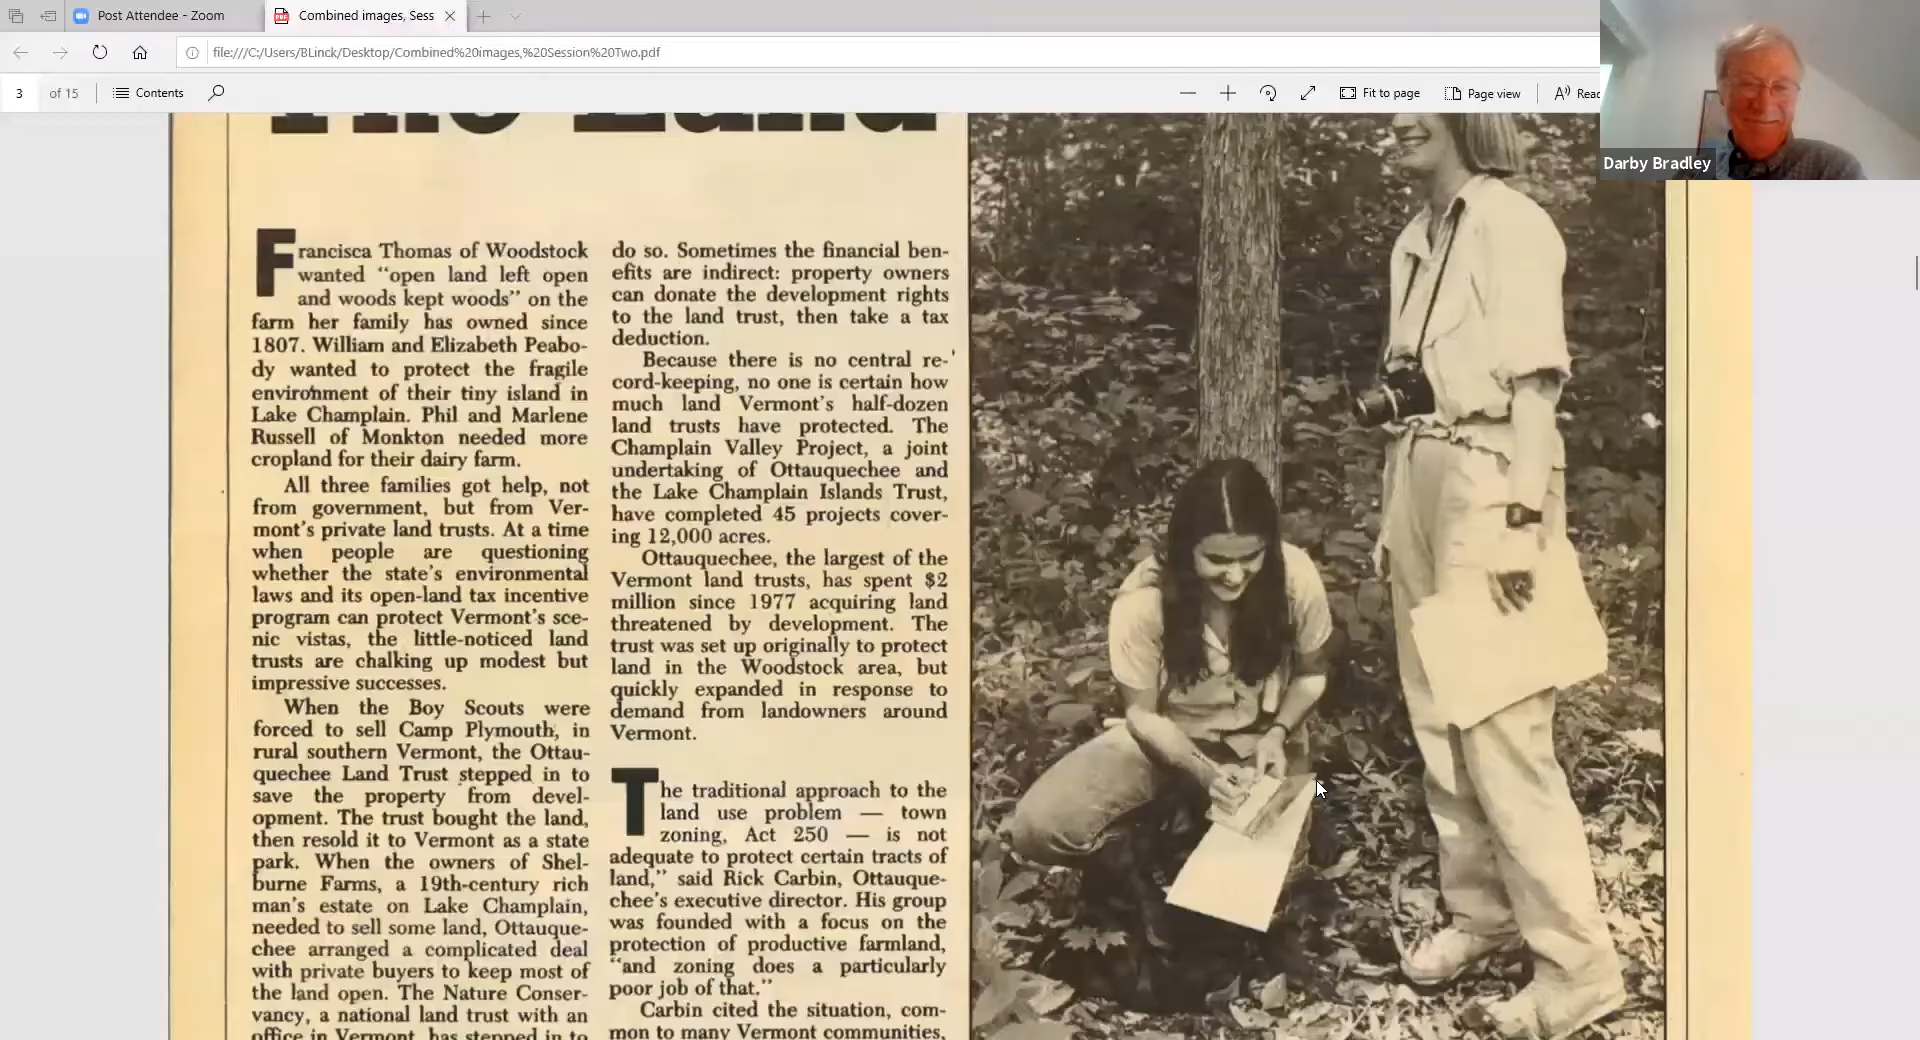 Post Attendee - Zoom
Combined images, Sess
file:///C:/Users/BLinck/Desktop/Combined%20images,%20Session%20Two.pdf
3 of 15
Contents
Fit to page
Page view
Reac
Darby Bradley
The Land
Francisca Thomas of Woodstock
wanted “open land left open
and woods kept woods” on the
farm her family has owned since
1807. William and Elizabeth Peabo-
dy wanted to protect the fragile
environment of their tiny island in
Lake Champlain. Phil and Marlene
Russell of Monkton needed more
cropland for their dairy farm.
All three families got help, not
from government, but from Ver-
mont’s private land trusts. At a time
when people are questioning
whether the state’s environmental
laws and its open-land tax incentive
program can protect Vermont’s sce-
nic vistas, the little-noticed land
trusts are chalking up modest but
impressive successes.
When the Boy Scouts were
forced to sell Camp Plymouth, in
rural southern Vermont, the Ottau-
quechee Land Trust stepped in to
save the property from devel-
opment. The trust bought the land,
then resold it to Vermont as a state
park. When the owners of Shel-
burne Farms, a 19th-century rich
man’s estate on Lake Champlain,
needed to sell some land, Ottauque-
chee arranged a complicated deal
with private buyers to keep most of
the land open. The Nature Conser-
vancy, a national land trust with an
office in Vermont, has stepped in to
do so. Sometimes the financial ben-
efits are indirect: property owners
can donate the development rights
to the land trust, then take a tax
deduction.
Because there is no central re-
cord-keeping, no one is certain how
much land Vermont’s half-dozen
land trusts have protected. The
Champlain Valley Project, a joint
undertaking of Ottauquechee and
the Lake Champlain Islands Trust,
have completed 45 projects cover-
ing 12,000 acres.
Ottauquechee, the largest of the
Vermont land trusts, has spent $2
million since 1977 acquiring land
threatened by development. The
trust was set up originally to protect
land in the Woodstock area, but
quickly expanded in response to
demand from landowners around
Vermont.
The traditional approach to the
land use problem — town
zoning, Act 250 — is not
adequate to protect certain tracts of
land,” said Rick Carbin, Ottauque-
chee’s executive director. His group
was founded with a focus on the
protection of productive farmland,
“and zoning does a particularly
poor job of that.”
Carbin cited the situation, com-
mon to many Vermont communities,